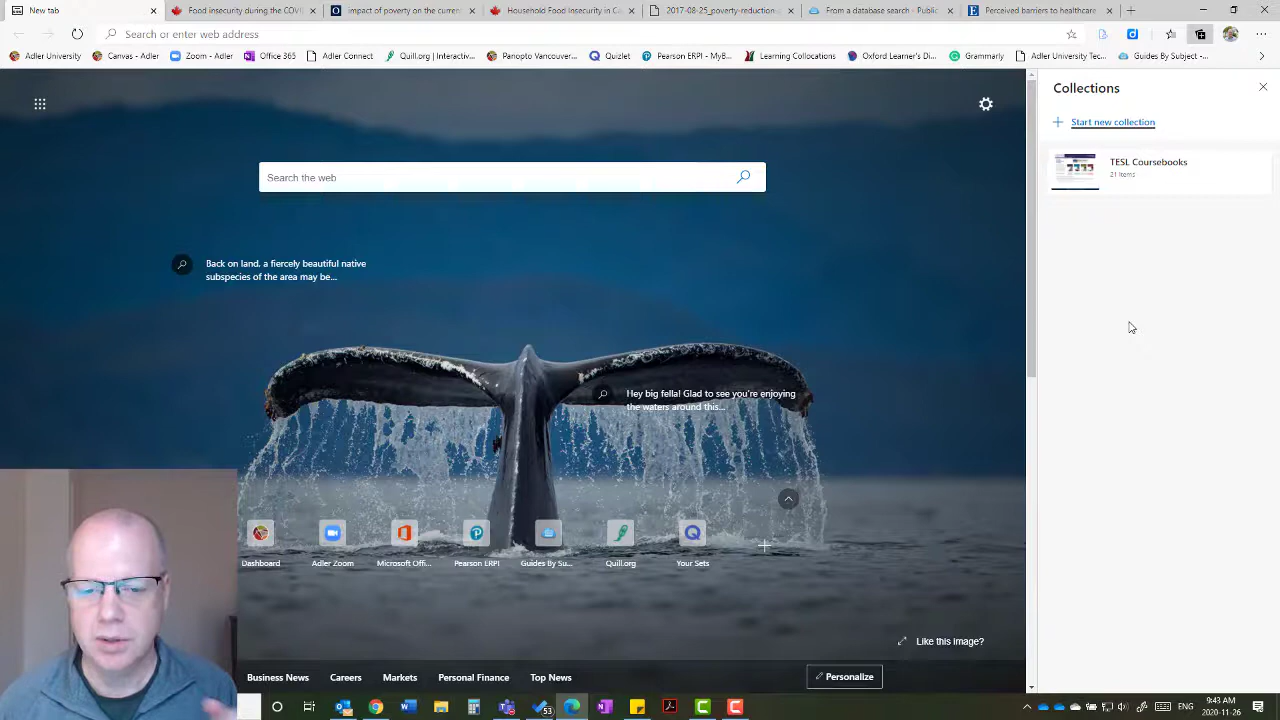 New tab
Food insecurity during the COVI
Impact of poverty on the current
Household Food Insecurity in Ca
2017-08-25_poverty-reduction-
From a database search - Public
Perceived barriers to healthcare
Search or enter web address
Adler University
Canvas - Adler
Zoom - Adler
Office 365
Adler Connect
Quill.org
Panopto Vancouver...
Quizlet
Pearson ERPI - MyB...
Learning Collocations
Oxford Learner's Di...
Grammarly
Adler University Tec...
Guides By Subject -...
Collections
Start new collection
TESL Coursebooks
21 items
Search the web
Back on land, a fiercely beautiful native
subspecies of the area may be...
Hey big fella! Glad to see you're enjoying
the waters around this...
Dashboard
Adler Zoom
Microsoft Offi...
Pearson ERPI
Guides By Su...
Quill.org
Your Sets
Like this image?
Business News
Careers
Markets
Personal Finance
Top News
Personalize
53
ENG
9:43 AM
2020-11-26